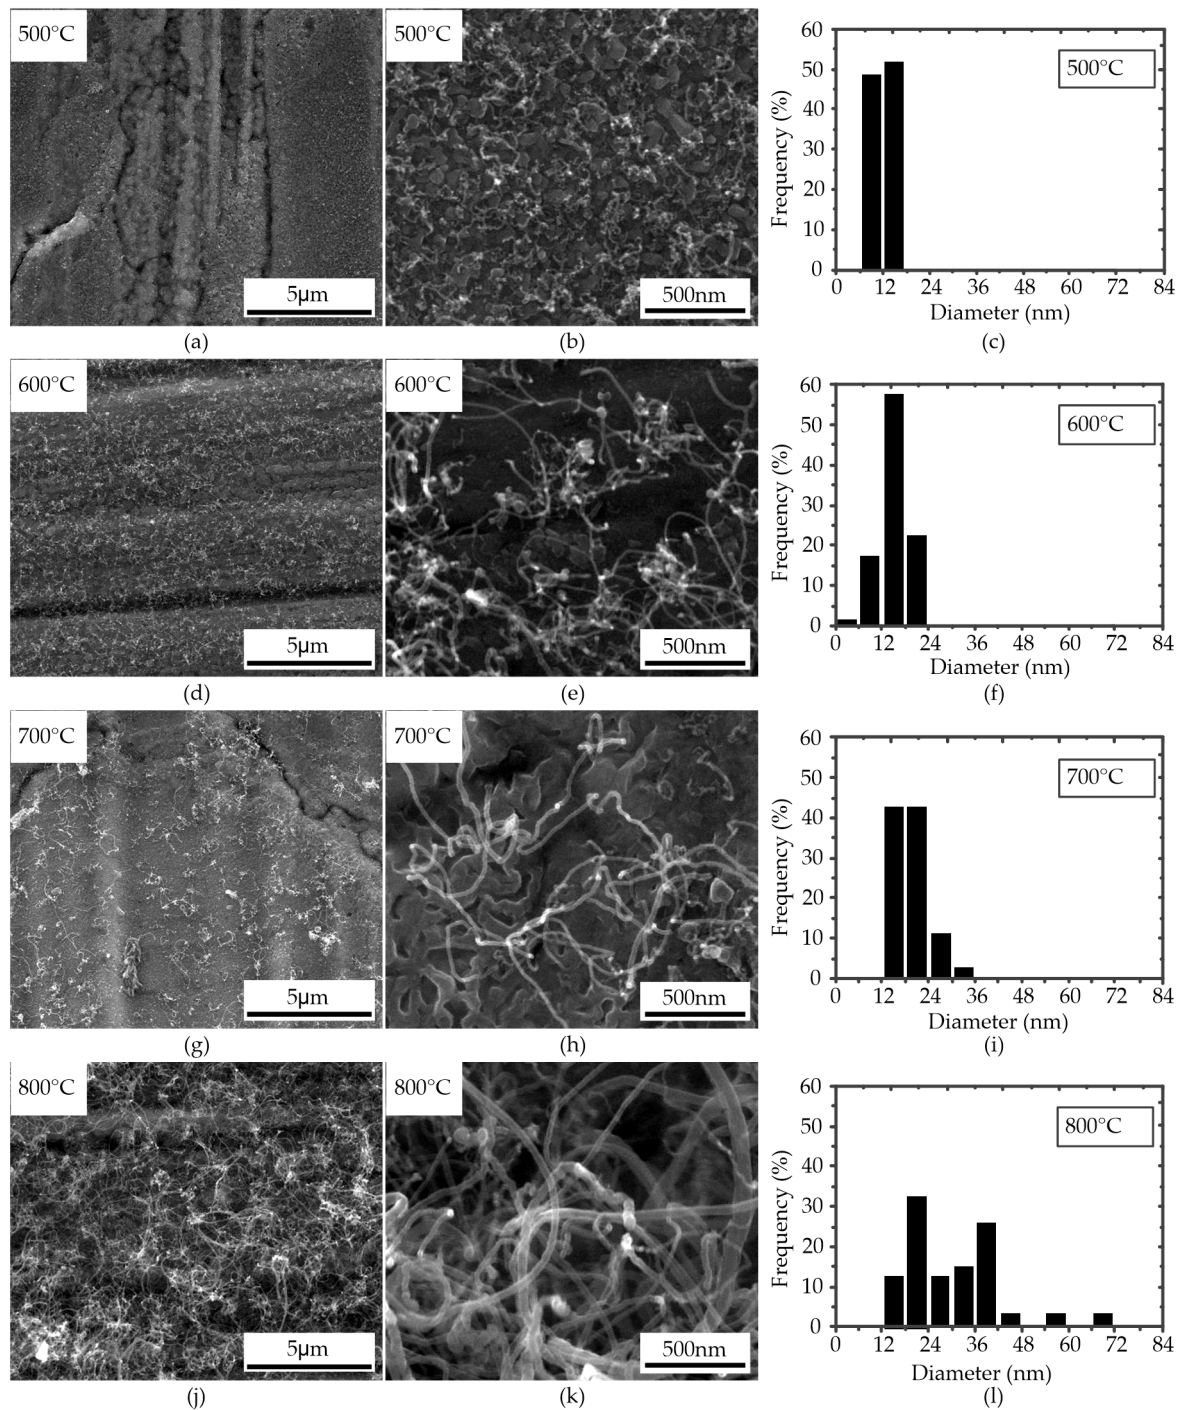 500°C
5µm
(a)
500°C
500nm
(b)
60
50
40
30
20
10
0
Frequency (%)
500°C
0 12 24 36 48 60 72 84
Diameter (nm)
(c)
600°C
5µm
(d)
600°C
500nm
(e)
60
50
40
30
20
10
0
Frequency (%)
600°C
0 12 24 36 48 60 72 84
Diameter (nm)
(f)
700°C
5µm
(g)
700°C
500nm
(h)
60
50
40
30
20
10
0
Frequency (%)
700°C
0 12 24 36 48 60 72 84
Diameter (nm)
(i)
800°C
5µm
(j)
800°C
500nm
(k)
60
50
40
30
20
10
0
Frequency (%)
800°C
0 12 24 36 48 60 72 84
Diameter (nm)
(l)